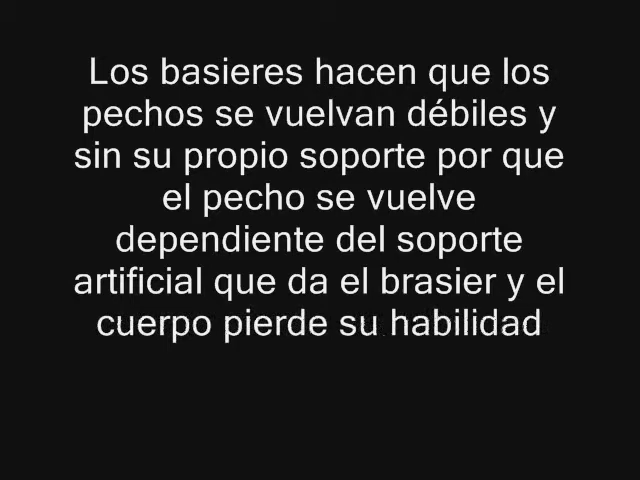 Los basieres hacen que los
pechos se vuelvan débiles y
sin su propio soporte por que
el pecho se vuelve
dependiente del soporte
artificial que da el brasier y el
cuerpo pierde su habilidad